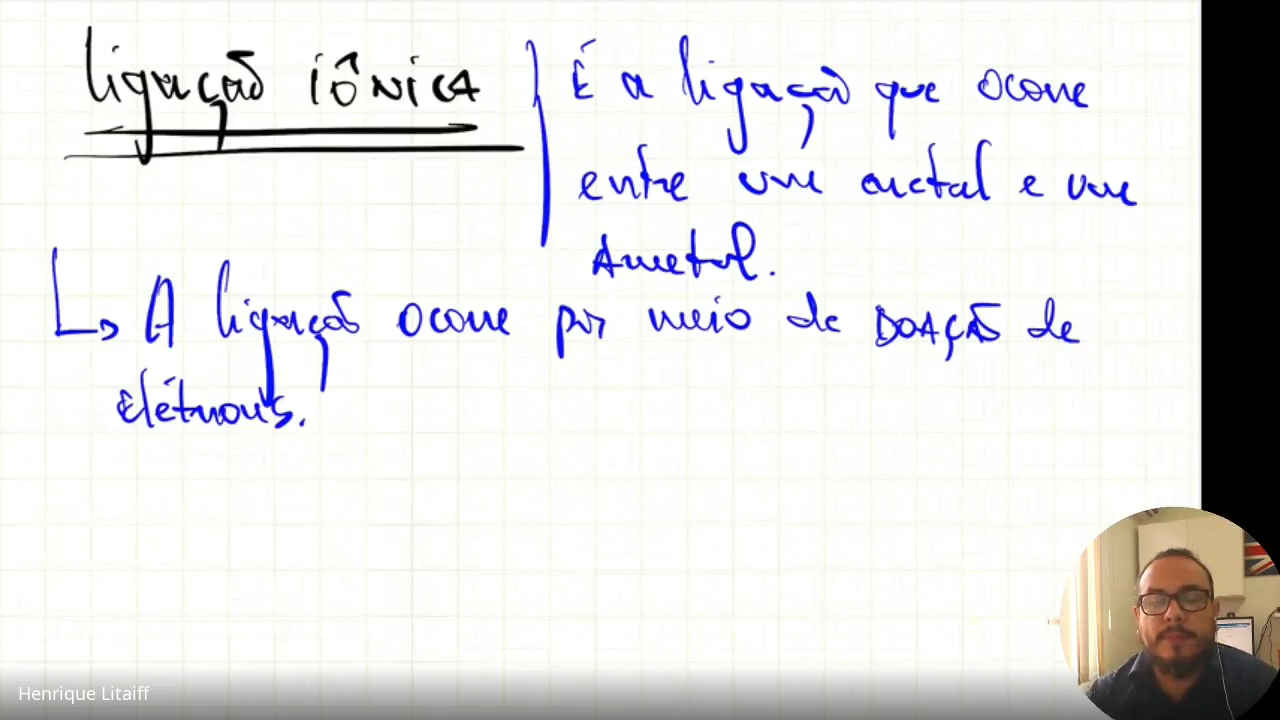 ligação iônica
É a ligação que ocorre
entre um metal e um
Ametal.
A ligação ocorre por meio de DOAÇÃO de
elétrons.
Henrique Litaiff